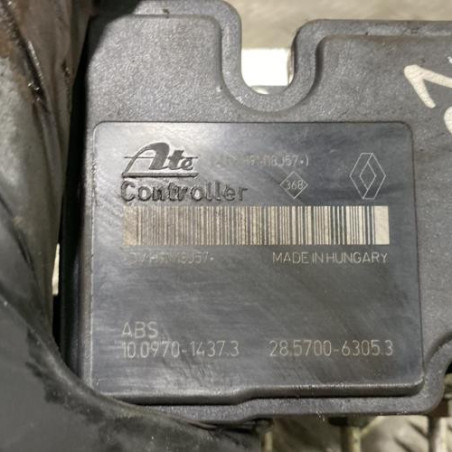 Ate
Controller
368
MADE IN HUNGARY
ABS
10.0970-1437.3 28.5700-6305.3